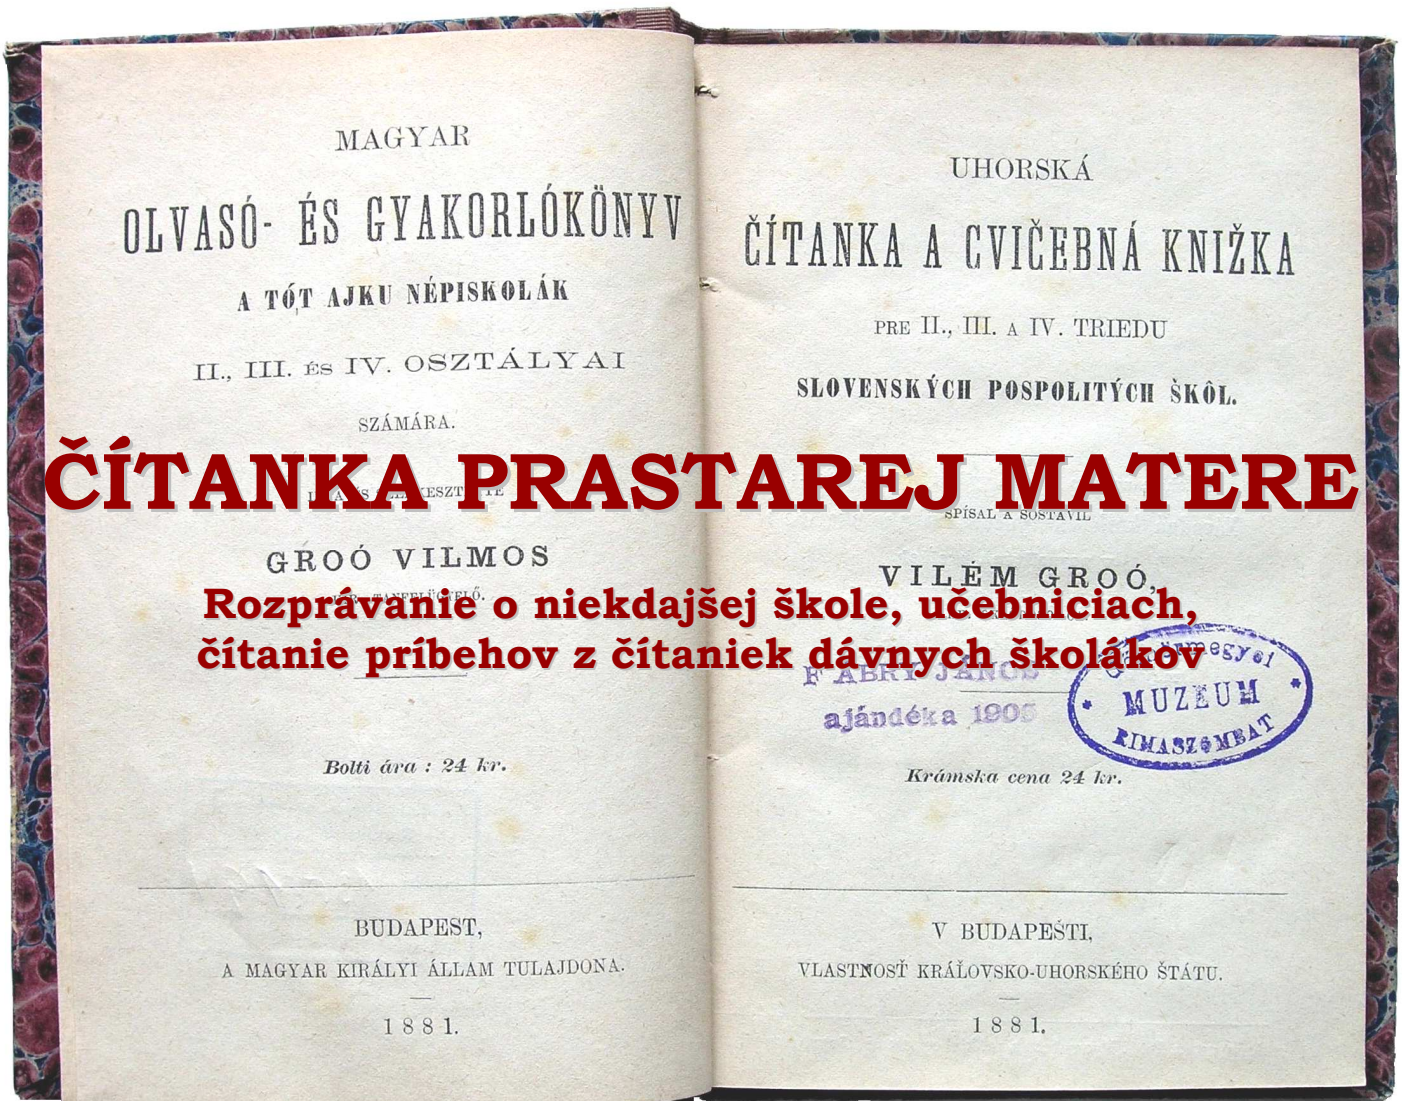 MAGYAR
OLVASÓ- ÉS GYAKORLÓKÖNYV
A TÓT AJKU NÉPISKOLÁK
II., III. ÉS IV. OSZTÁLYAI
SZÁMÁRA.
GROÓ VILMOS
BUDAPEST,
Bolti ára : 24 kr.
A MAGYAR KIRÁLYI ÁLLAM TULAJDONA.
1881.
UHORSKÁ
ČÍTANKA A CVIČEBNÁ KNIŽKA
PRE II., III. A IV. TRIEDU
SLOVENSKÝCH POSPOLITÝCH ŠKÔL.
SPÍSAL A SOSTAVIL
VILÉM GROÓ,
FABRY JÁNOS
ajándéka 1905
Gömörmegyei
MUZEUM
RIMASZOMBAT
Krámska cena 24 kr.
V BUDAPEŠTI,
VLASTNOSŤ KRÁĽOVSKO-UHORSKÉHO ŠTÁTU.
1881.
ČÍTANKA PRASTAREJ MATERE
Rozprávanie o niekdajšej škole, učebniciach,
čítanie príbehov z čítaniek dávnych školákov